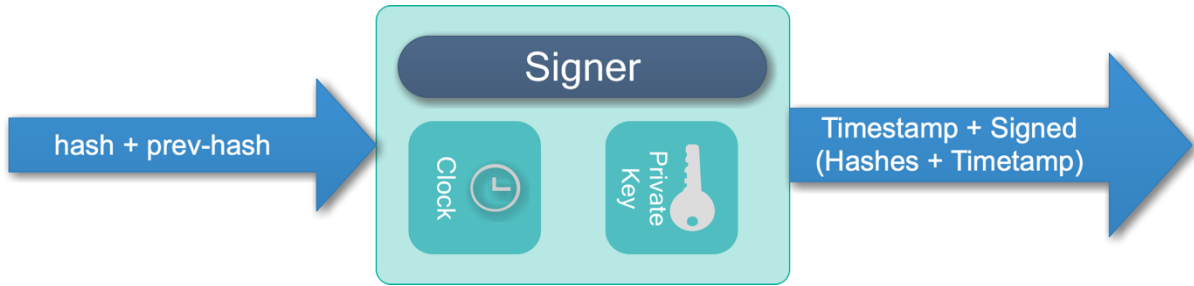 Signer
hash + prev-hash
Clock
Private
Key
Timestamp + Signed
(Hashes + Timetamp)